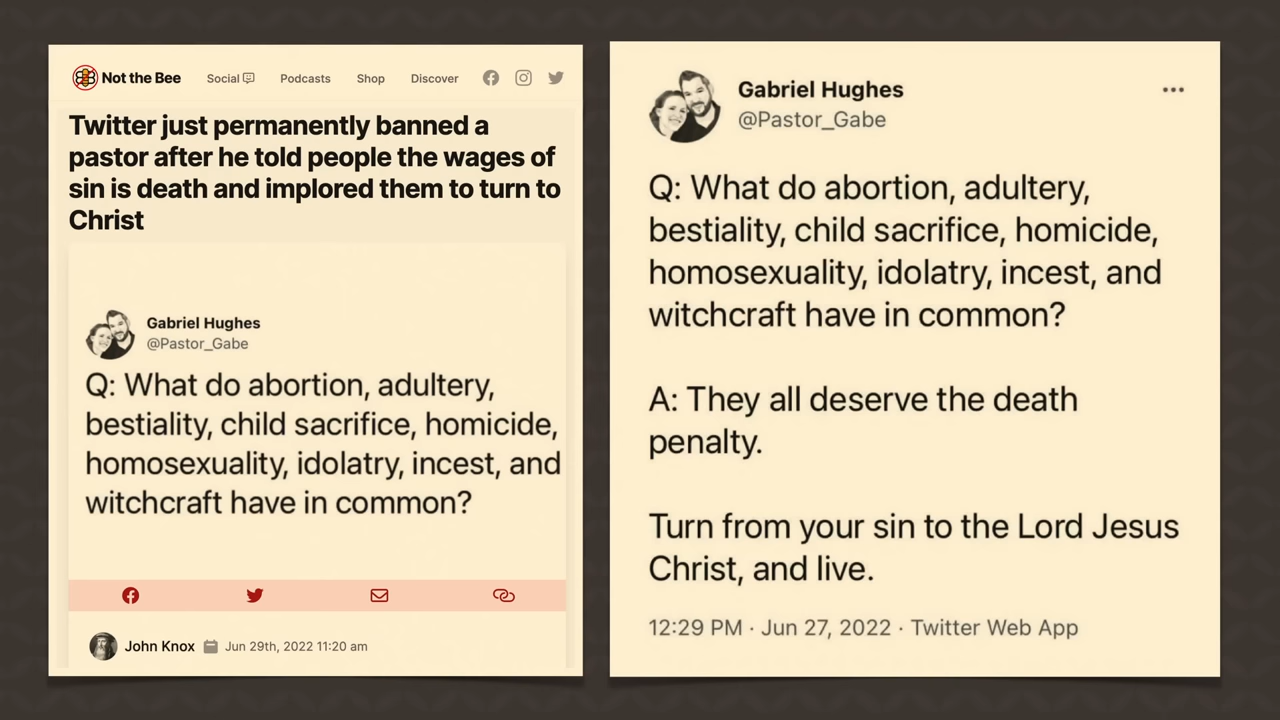 Not the Bee
Social
Podcasts
Shop
Discover
Twitter just permanently banned a
pastor after he told people the wages of
sin is death and implored them to turn to
Christ
Gabriel Hughes
@Pastor_Gabe
Q: What do abortion, adultery,
bestiality, child sacrifice, homicide,
homosexuality, idolatry, incest, and
witchcraft have in common?
John Knox
Jun 29th, 2022 11:20 am
Gabriel Hughes
@Pastor_Gabe
Q: What do abortion, adultery,
bestiality, child sacrifice, homicide,
homosexuality, idolatry, incest, and
witchcraft have in common?
A: They all deserve the death
penalty.
Turn from your sin to the Lord Jesus
Christ, and live.
12:29 PM · Jun 27, 2022 · Twitter Web App